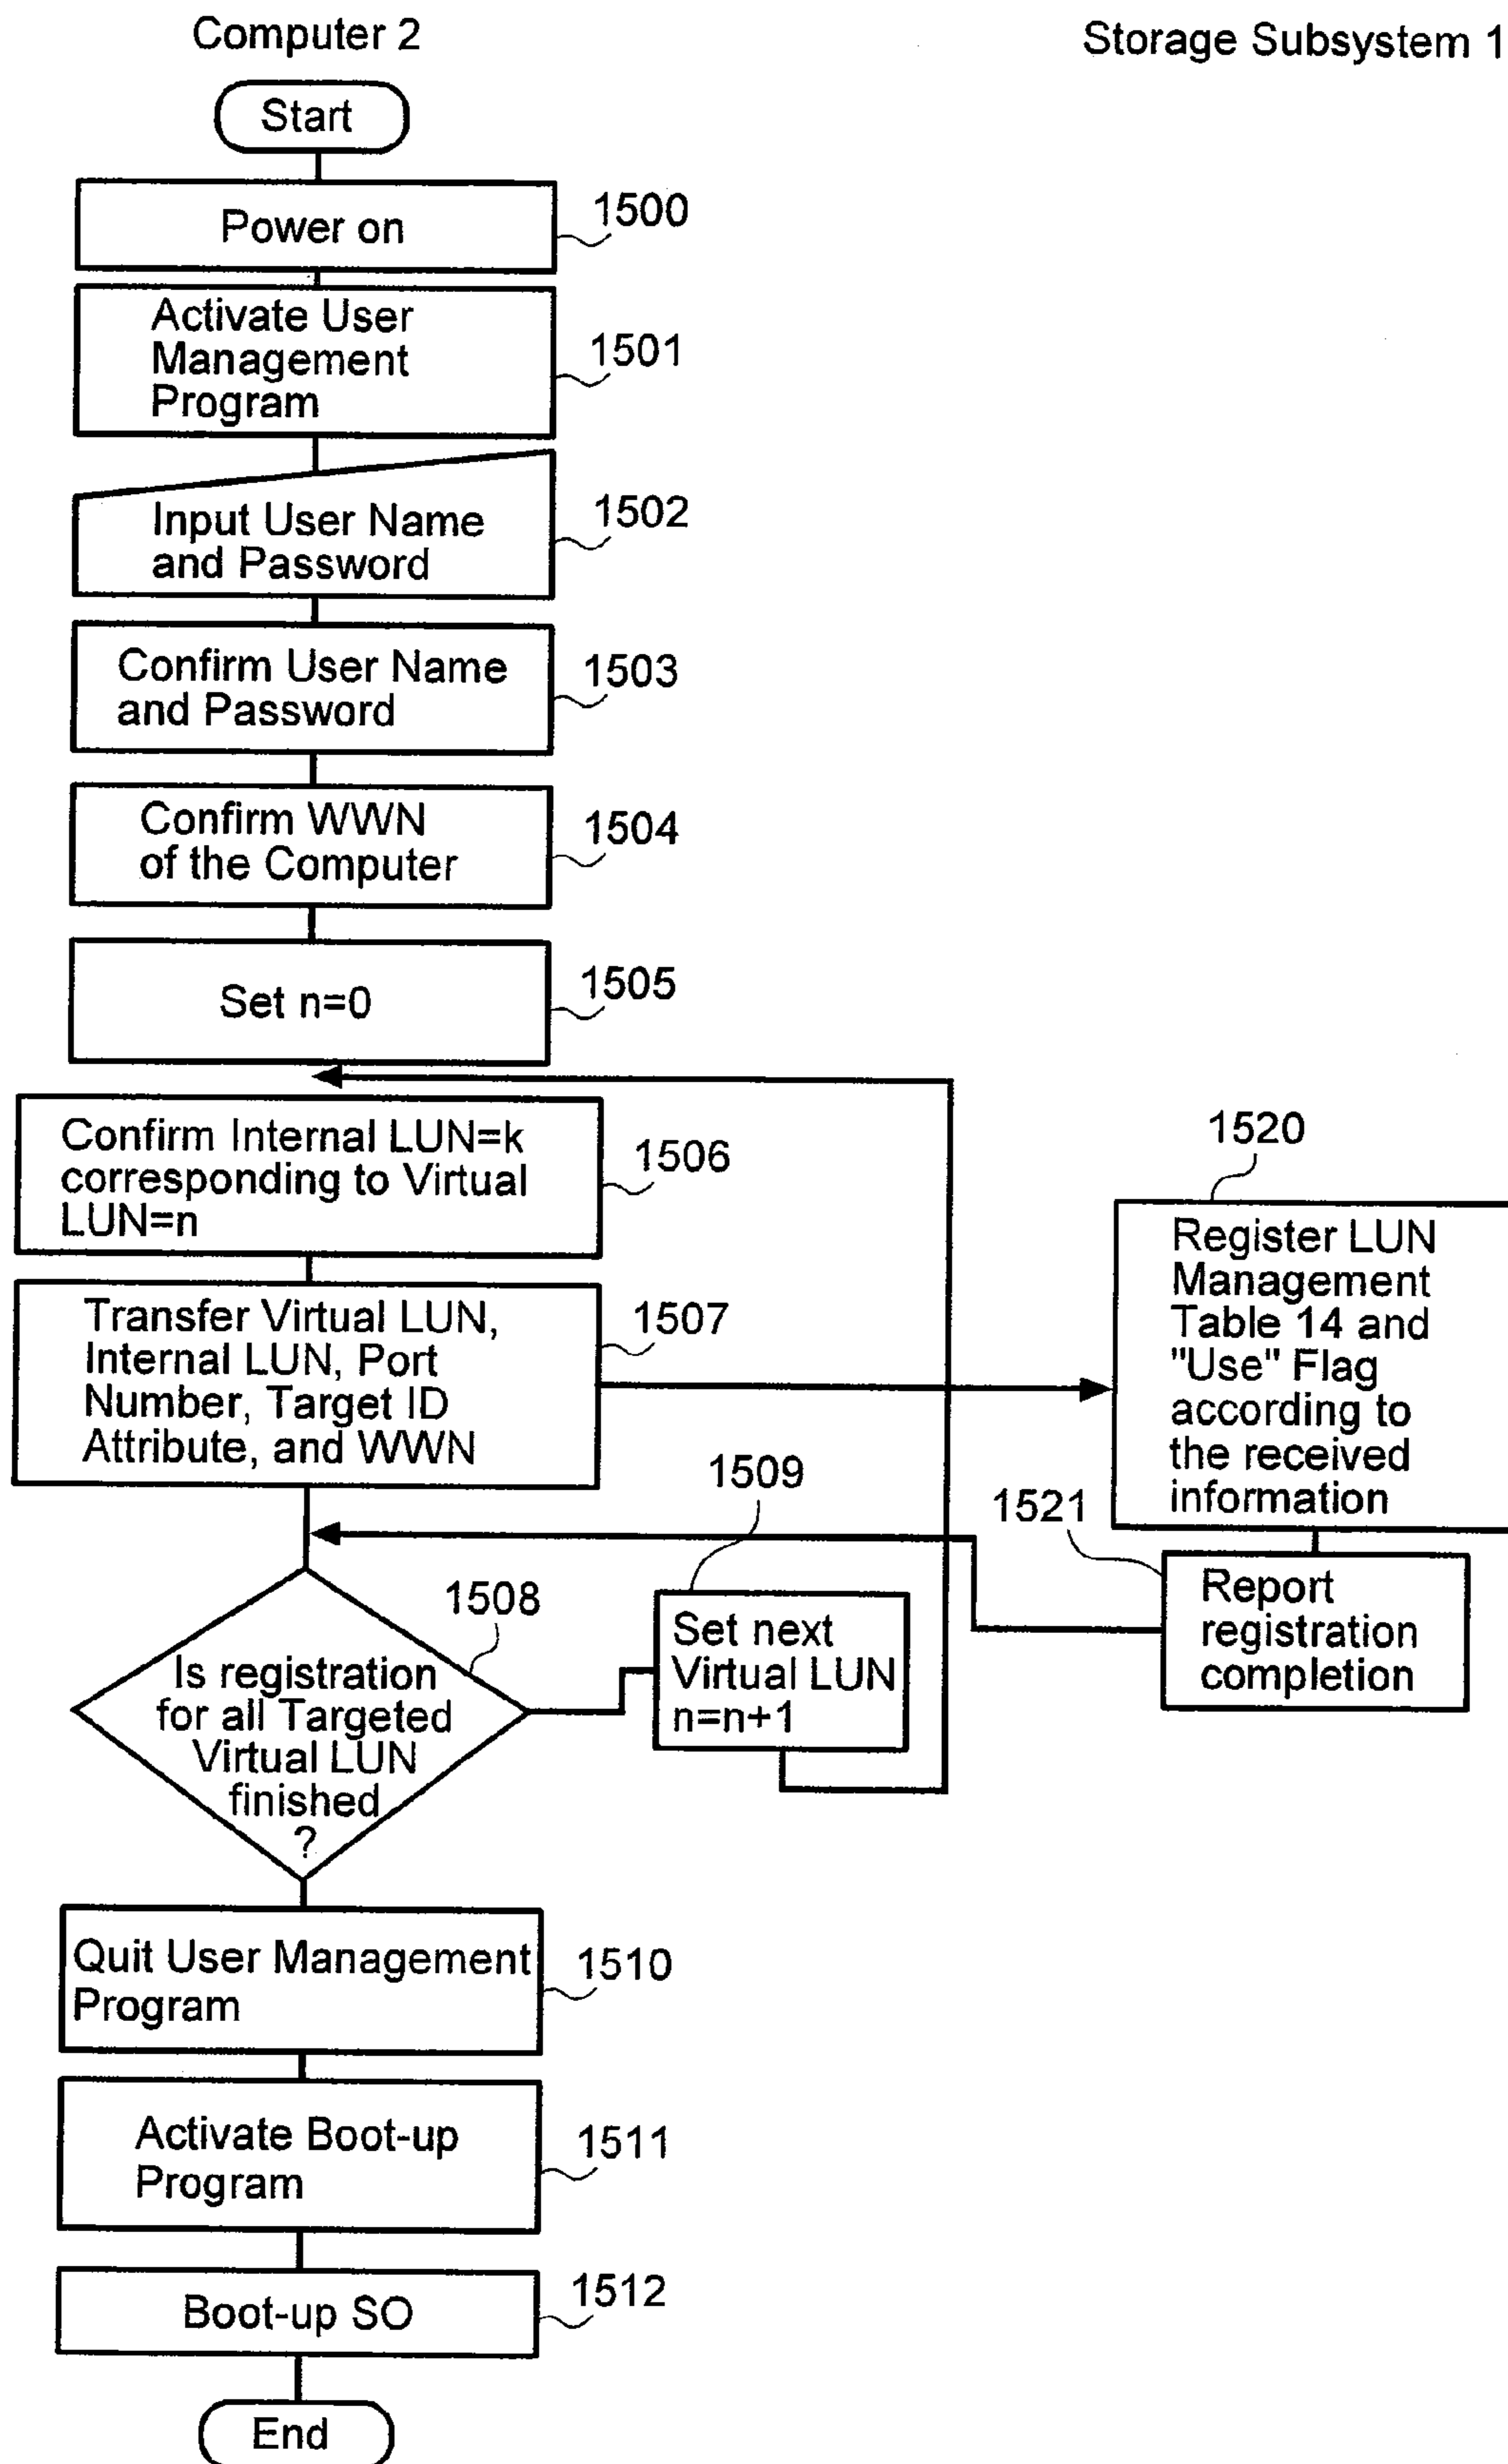 Computer 2
Storage Subsystem 1
Start
Power on
1500
Activate User
Management
Program
1501
Input User Name
and Password
1502
Confirm User Name
and Password
1503
Confirm WWN
of the Computer
1504
Set n=0
1505
Confirm Internal LUN=k
corresponding to Virtual
LUN=n
1506
Transfer Virtual LUN,
Internal LUN, Port
Number, Target ID
Attribute, and WWN
1507
1520
Register LUN
Management
Table 14 and
"Use" Flag
according to
the received
information
1521
Report
registration
completion
1508
Is registration
for all Targeted
Virtual LUN
finished
?
1509
Set next
Virtual LUN
n=n+1
Quit User Management
Program
1510
Activate Boot-up
Program
1511
Boot-up SO
1512
End